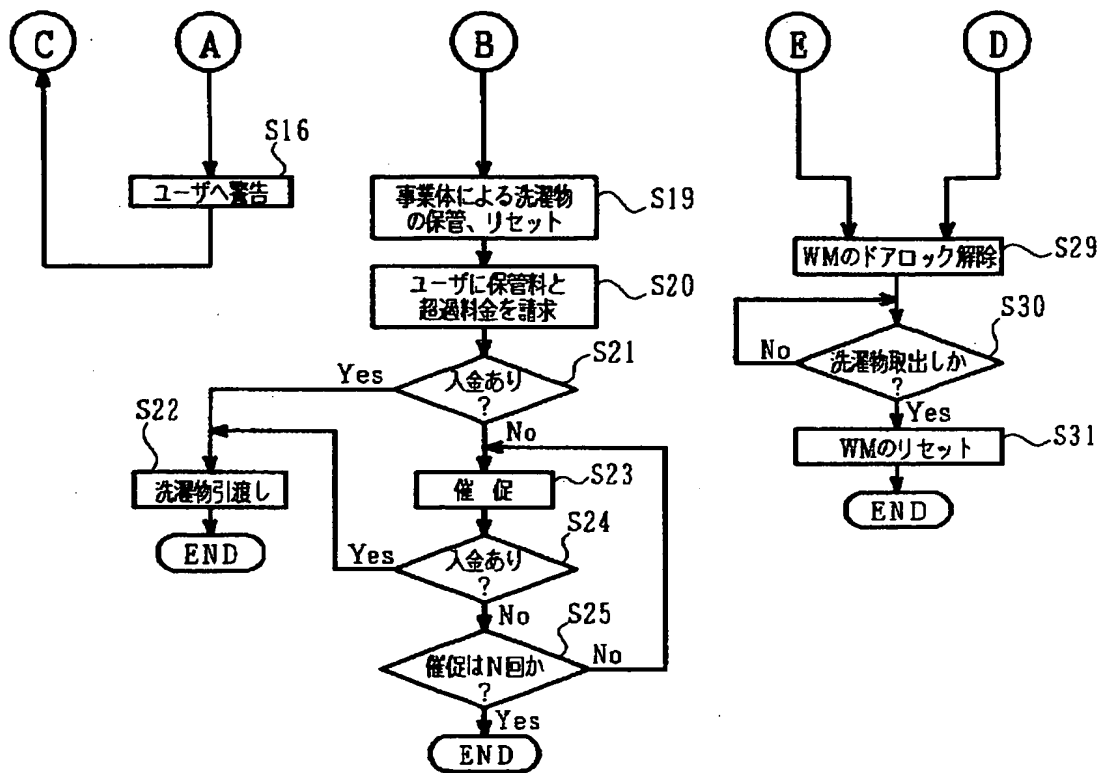 C
A
B
E
D
S16
ユーザへ警告
事業体による洗濯物
の保管、リセット
S19
ユーザに保管料と
超過料金を請求
S20
S21
入金あり
?
Yes
No
S22
洗濯物引渡し
END
S23
催 促
S24
入金あり
?
Yes
No
S25
催促はN回か
?
No
Yes
END
WMのドアロック解除
S29
S30
洗濯物取出しか
?
No
Yes
WMのリセット
S31
END